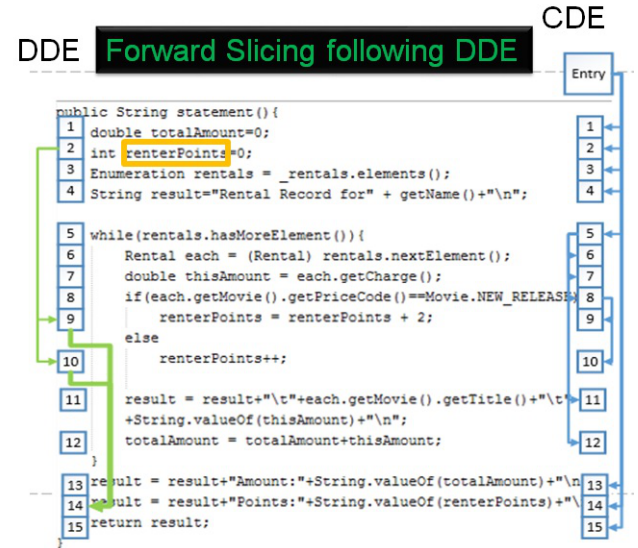 CDE
DDE Forward Slicing following DDE
Entry
public String statement(){
1 double totalAmount=0; 1
2 int renterPoints=0; 2
3 Enumeration rentals = _rentals.elements(); 3
4 String result="Rental Record for" + getName()+"\n"; 4
5 while(rentals.hasMoreElement()){ 5
6 Rental each = (Rental) rentals.nextElement(); 6
7 double thisAmount = each.getCharge(); 7
8 if(each.getMovie().getPriceCode()==Movie.NEW_RELEASE) 8
9 renterPoints = renterPoints + 2; 9
else
10 renterPoints++; 10
11 result = result+"\t"+each.getMovie().getTitle()+"\t" 11
+String.valueOf(thisAmount)+"\n";
12 totalAmount = totalAmount+thisAmount; 12
}
13 result = result+"Amount:"+String.valueOf(totalAmount)+"\n 13
14 result = result+"Points:"+String.valueOf(renterPoints)+"\ 14
15 return result; 15
}